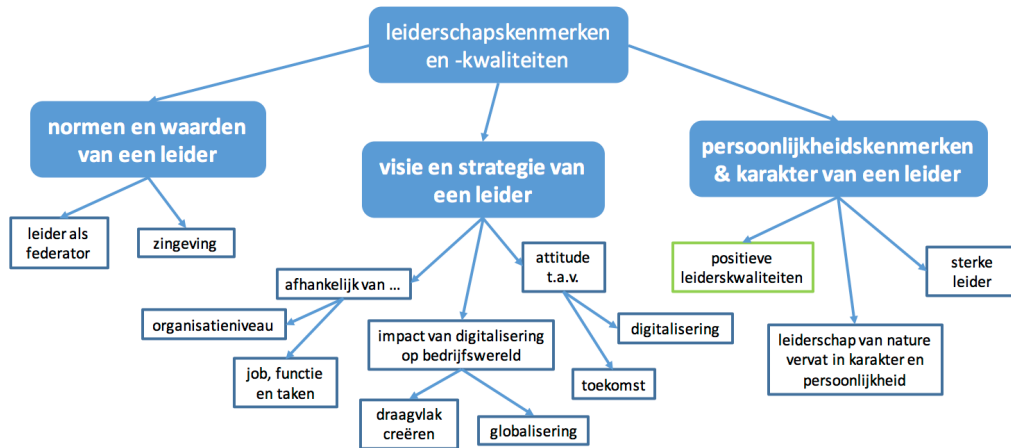 leiderschapskenmerken
en -kwaliteiten
normen en waarden
van een leider
visie en strategie van
een leider
persoonlijkheidskenmerken
& karakter van een leider
leider als
federator
zingeving
afhankelijk van ...
organisatieniveau
job, functie
en taken
impact van digitalisering
op bedrijfswereld
draagvlak
creëren
globalisering
attitude
t.a.v.
digitalisering
toekomst
positieve
leiderskwaliteiten
leiderschap van nature
vervat in karakter en
persoonlijkheid
sterke
leider